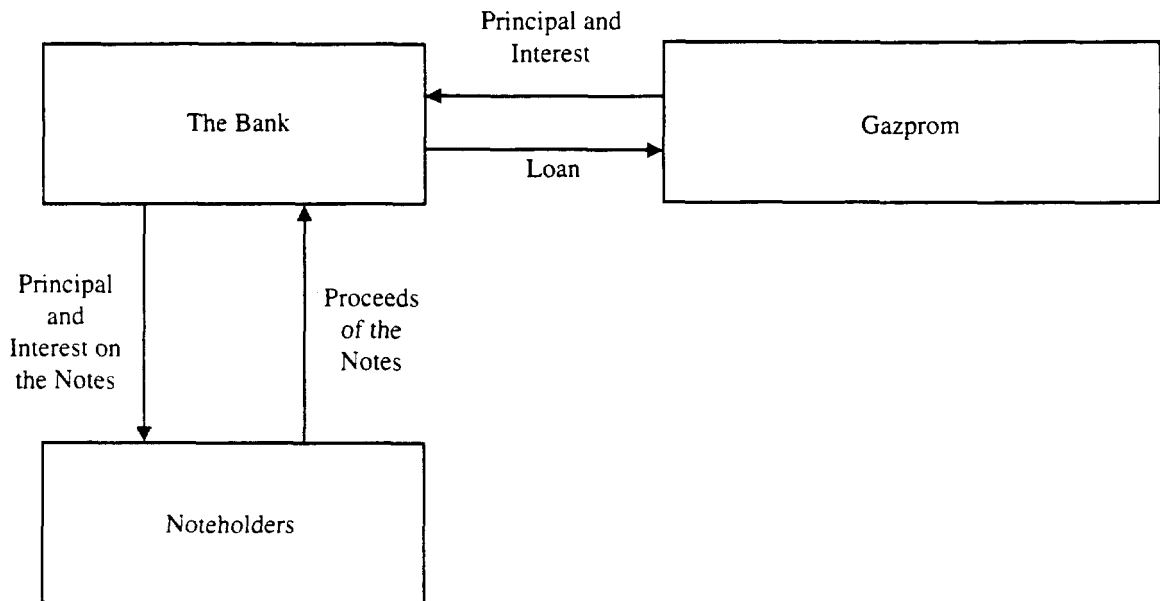 Principal and
Interest
The Bank
Gazprom
Loan
Principal
and
Interest on
the Notes
Proceeds
of the
Notes
Noteholders